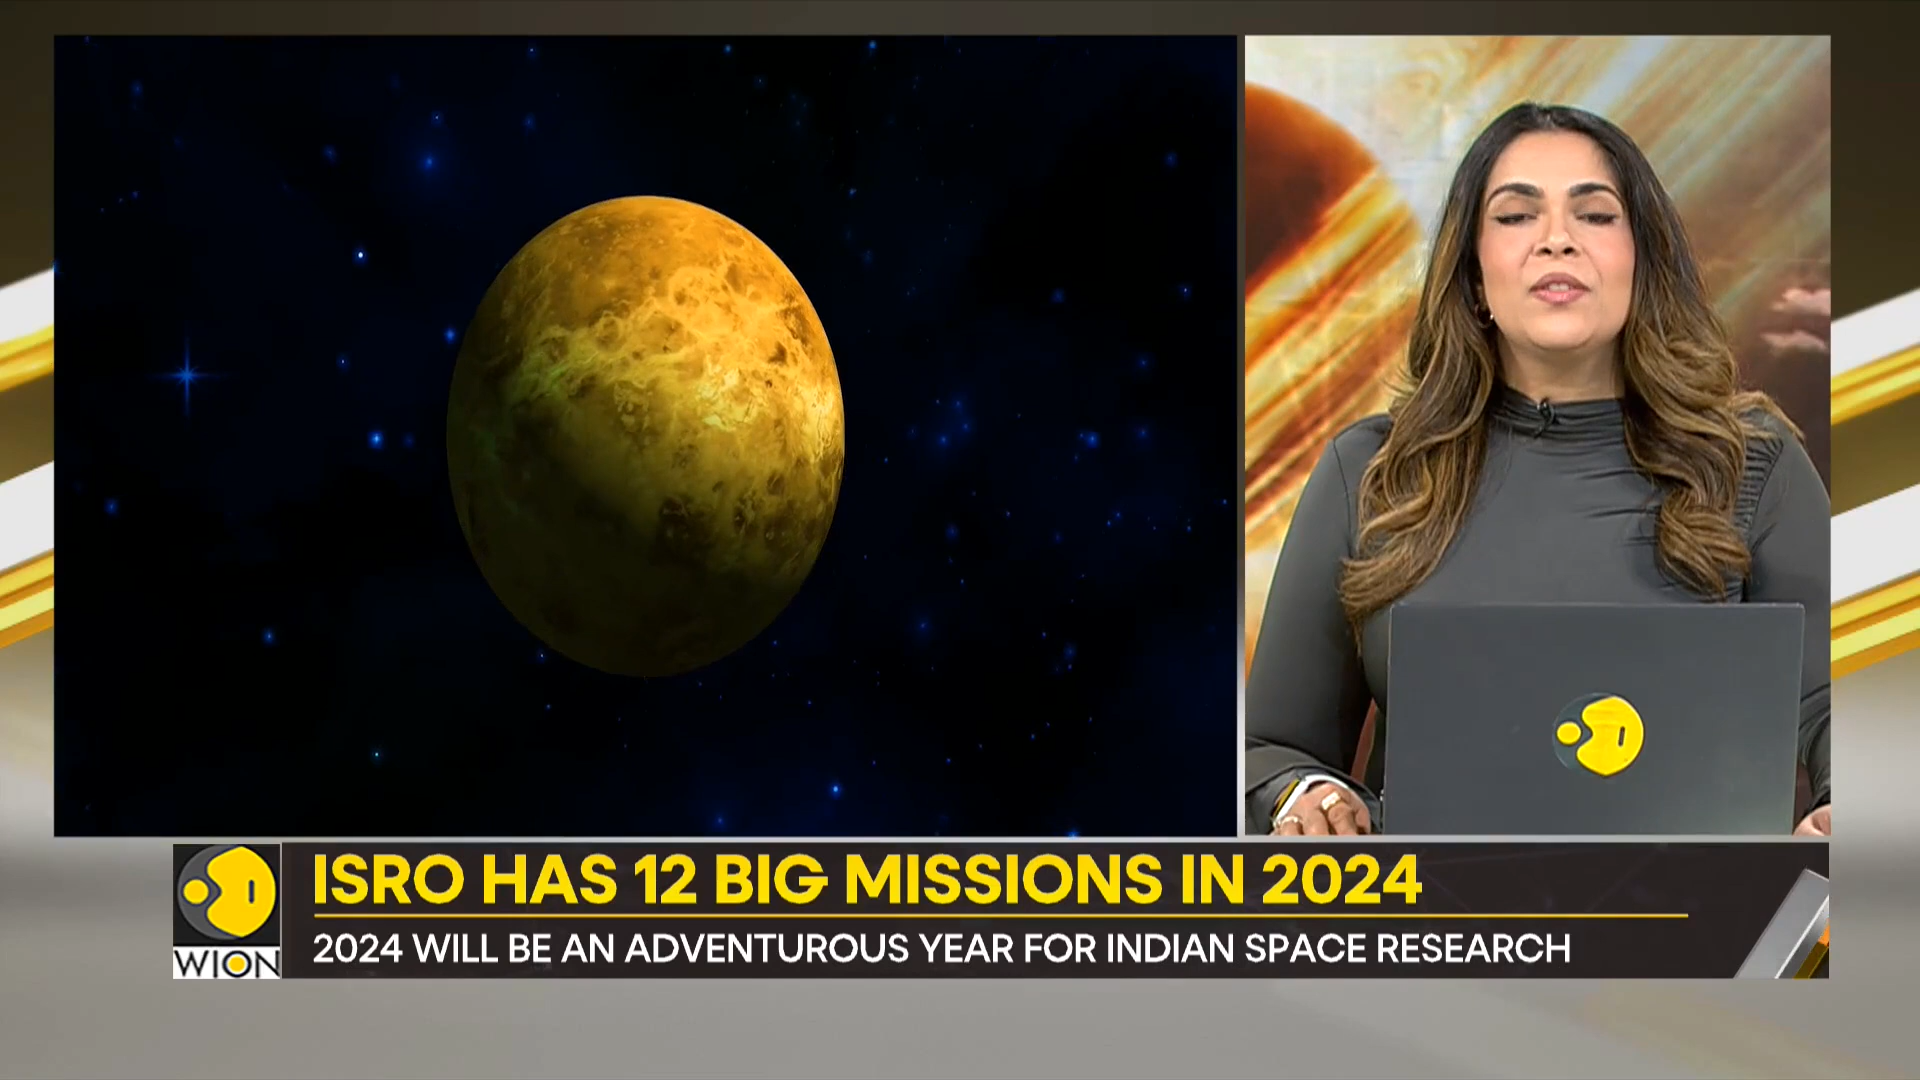 ISRO HAS 12 BIG MISSIONS IN 2024
2024 WILL BE AN ADVENTUROUS YEAR FOR INDIAN SPACE RESEARCH
WION